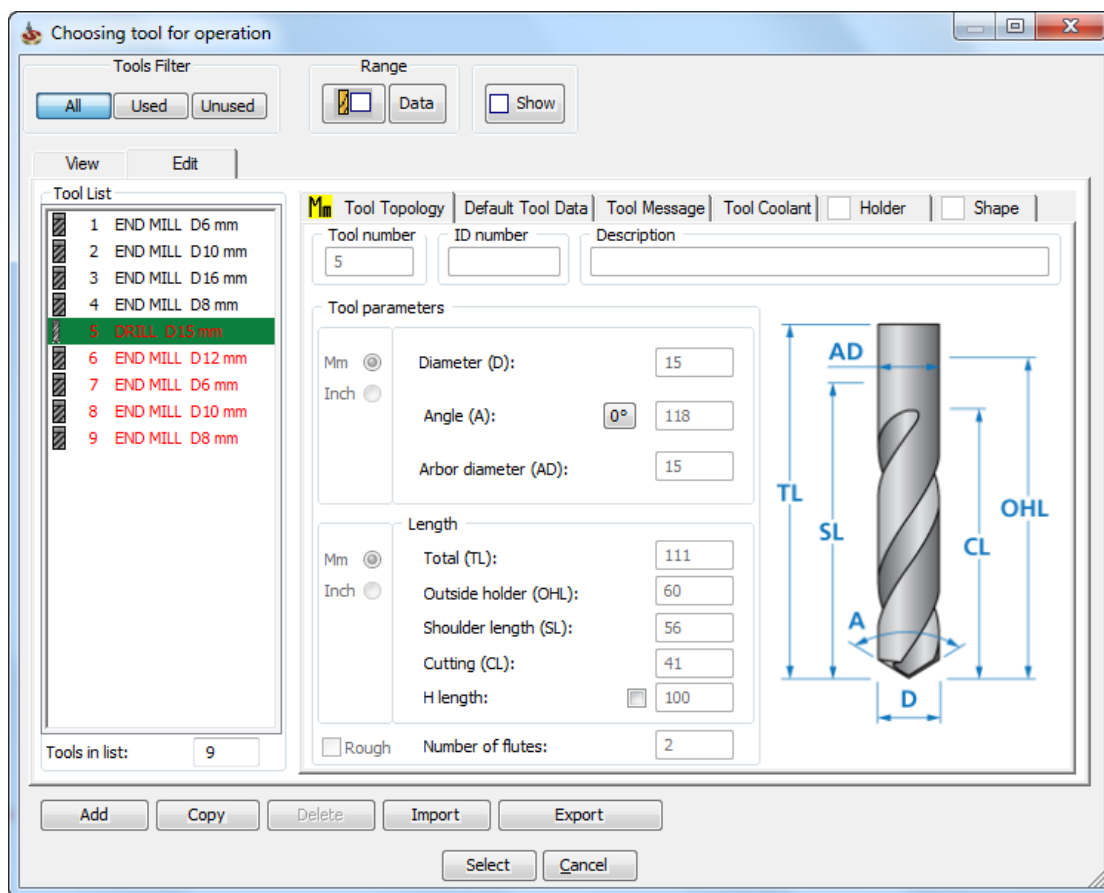 Choosing tool for operation
Tools Filter
Range
All Used Unused
Data
Show
View Edit
Tool List
1 END MILL D6 mm
2 END MILL D10 mm
3 END MILL D16 mm
4 END MILL D8 mm
5 DRILL D15 mm
6 END MILL D12 mm
7 END MILL D6 mm
8 END MILL D10 mm
9 END MILL D8 mm
Tools in list: 9
Mm Tool Topology Default Tool Data Tool Message Tool Coolant Holder Shape
Tool number ID number Description
5
Tool parameters
Mm
Inch
Diameter (D): 15
Angle (A): 0° 118
Arbor diameter (AD): 15
Length
Mm
Inch
Total (TL): 111
Outside holder (OHL): 60
Shoulder length (SL): 56
Cutting (CL): 41
H length: 100
Rough Number of flutes: 2
AD
TL
SL
OHL
CL
A
D
Add Copy Delete Import Export
Select Cancel